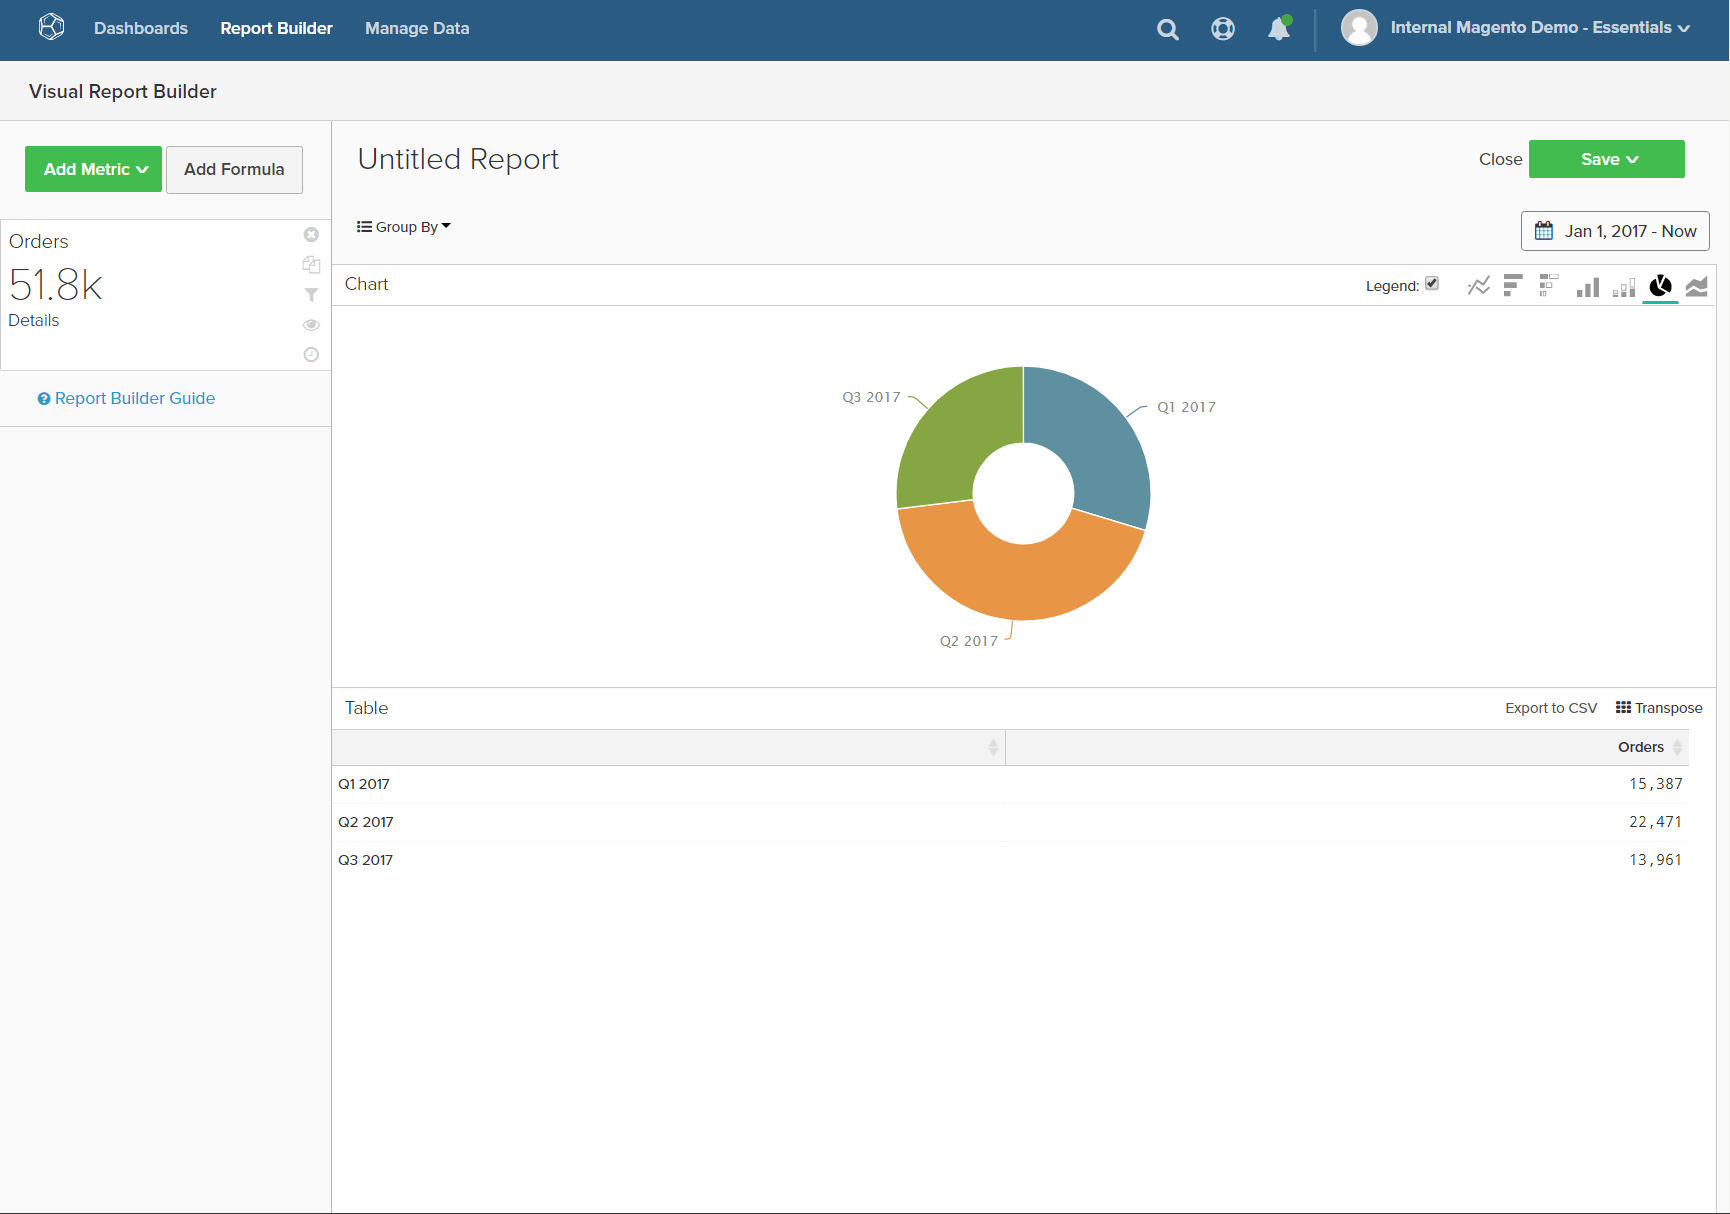 Dashboards Report Builder Manage Data Internal Magento Demo - Essentials
Visual Report Builder
Add Metric Add Formula
Orders
51.8k
Details
Report Builder Guide
Untitled Report
Close Save
Group By
Jan 1, 2017 - Now
Chart
Legend:
Q3 2017
Q1 2017
Q2 2017
Table
Export to CSV Transpose
Orders
Q1 2017 15,387
Q2 2017 22,471
Q3 2017 13,961